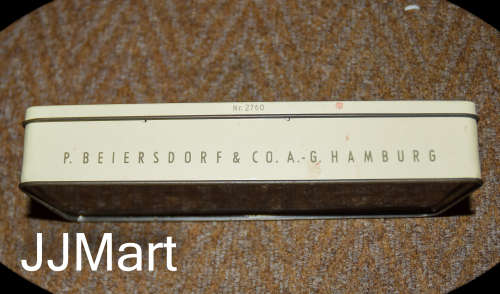 Nr. 2760
P. BEIERSDORF & CO. A.-G. HAMBURG
JJMart